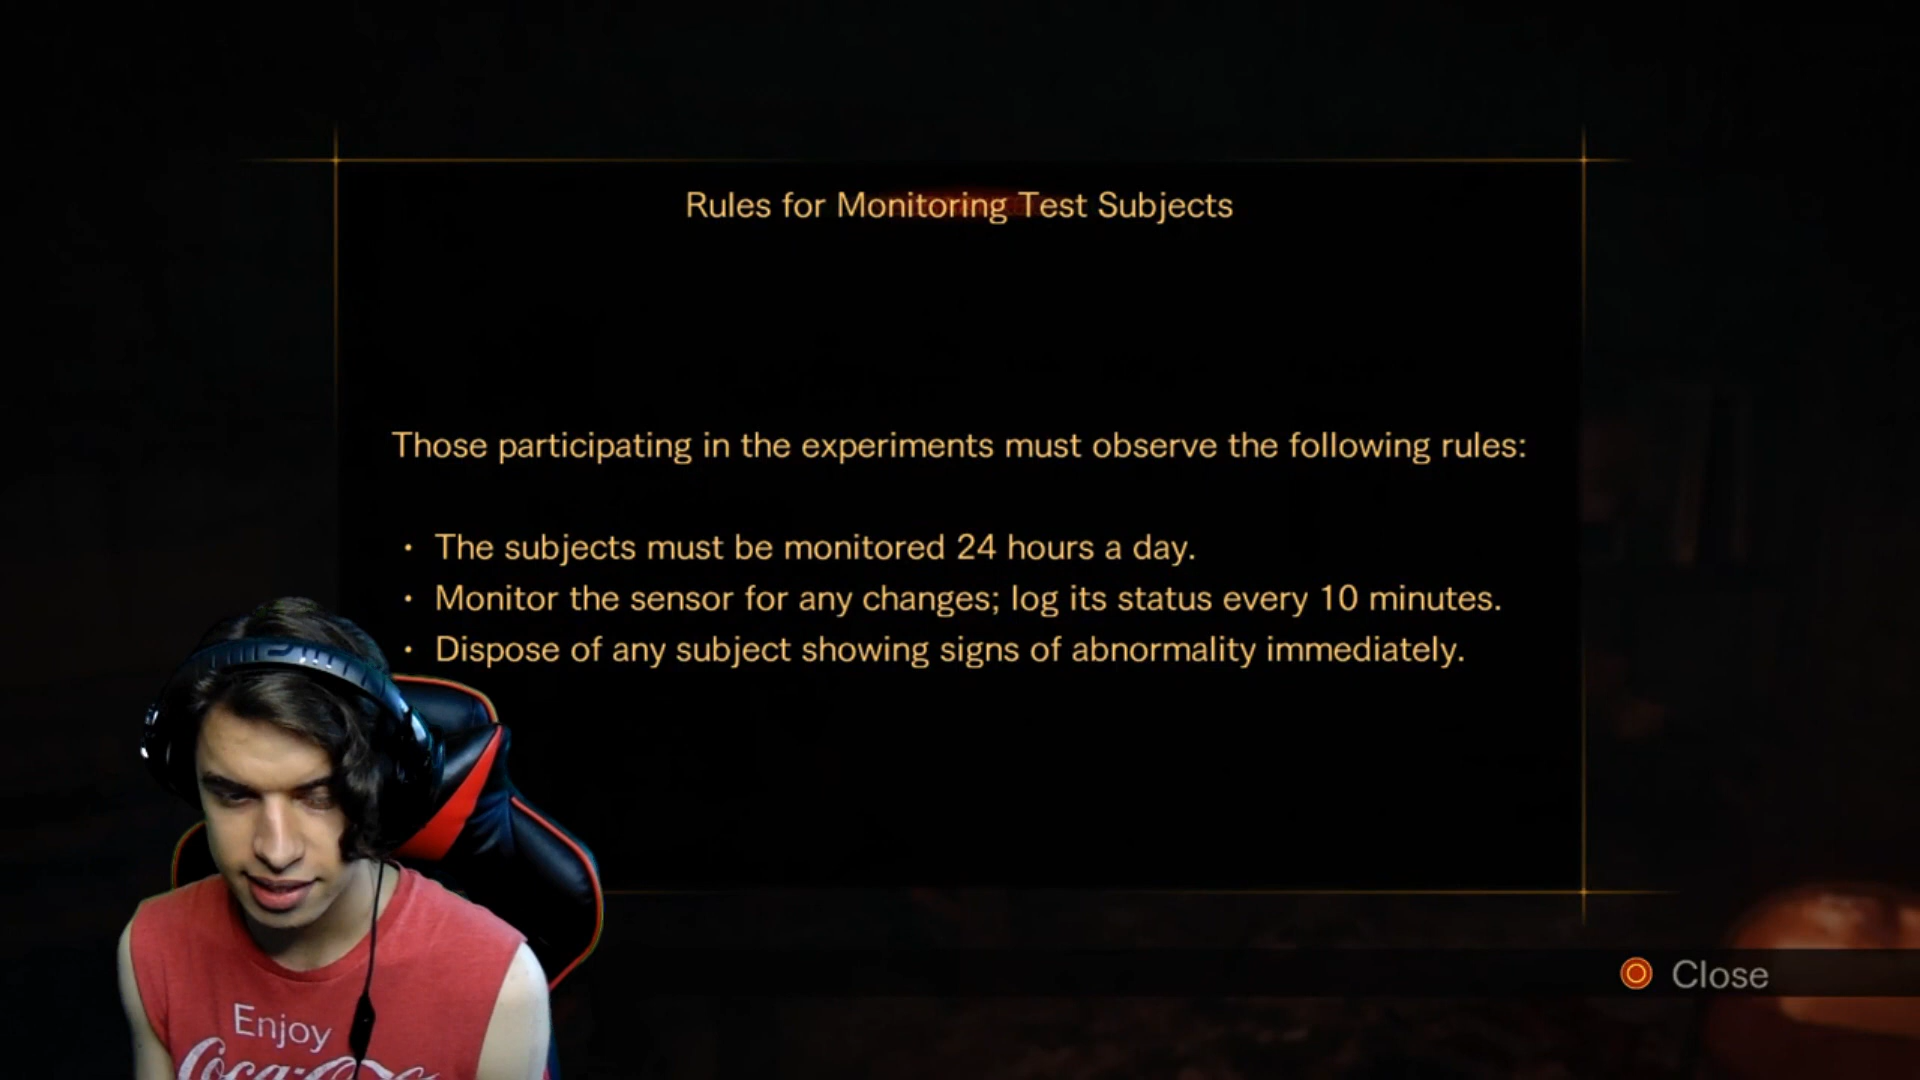 Rules for Monitoring Test Subjects
Those participating in the experiments must observe the following rules:
・ The subjects must be monitored 24 hours a day.
・ Monitor the sensor for any changes; log its status every 10 minutes.
・ Dispose of any subject showing signs of abnormality immediately.
Close
Enjoy
Coca-Cola